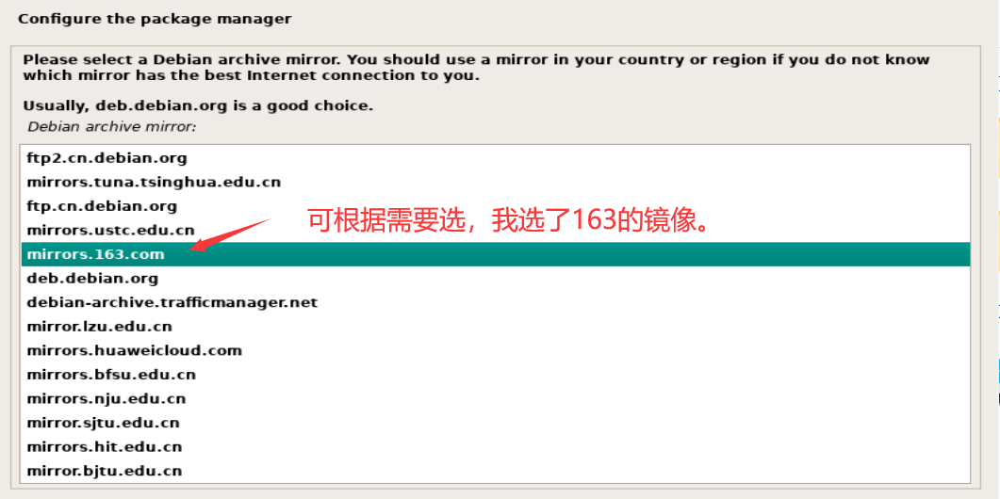 Configure the package manager
Please select a Debian archive mirror. You should use a mirror in your country or region if you do not know
which mirror has the best Internet connection to you.
Usually, deb.debian.org is a good choice.
Debian archive mirror:
ftp2.cn.debian.org
mirrors.tuna.tsinghua.edu.cn
ftp.cn.debian.org
可根据需要选，我选了163的镜像。
mirrors.ustc.edu.cn
mirrors.163.com
deb.debian.org
debian-archive.trafficmanager.net
mirror.lzu.edu.cn
mirrors.huaweicloud.com
mirrors.bfsu.edu.cn
mirrors.nju.edu.cn
mirror.sjtu.edu.cn
mirrors.hit.edu.cn
mirror.bjtu.edu.cn